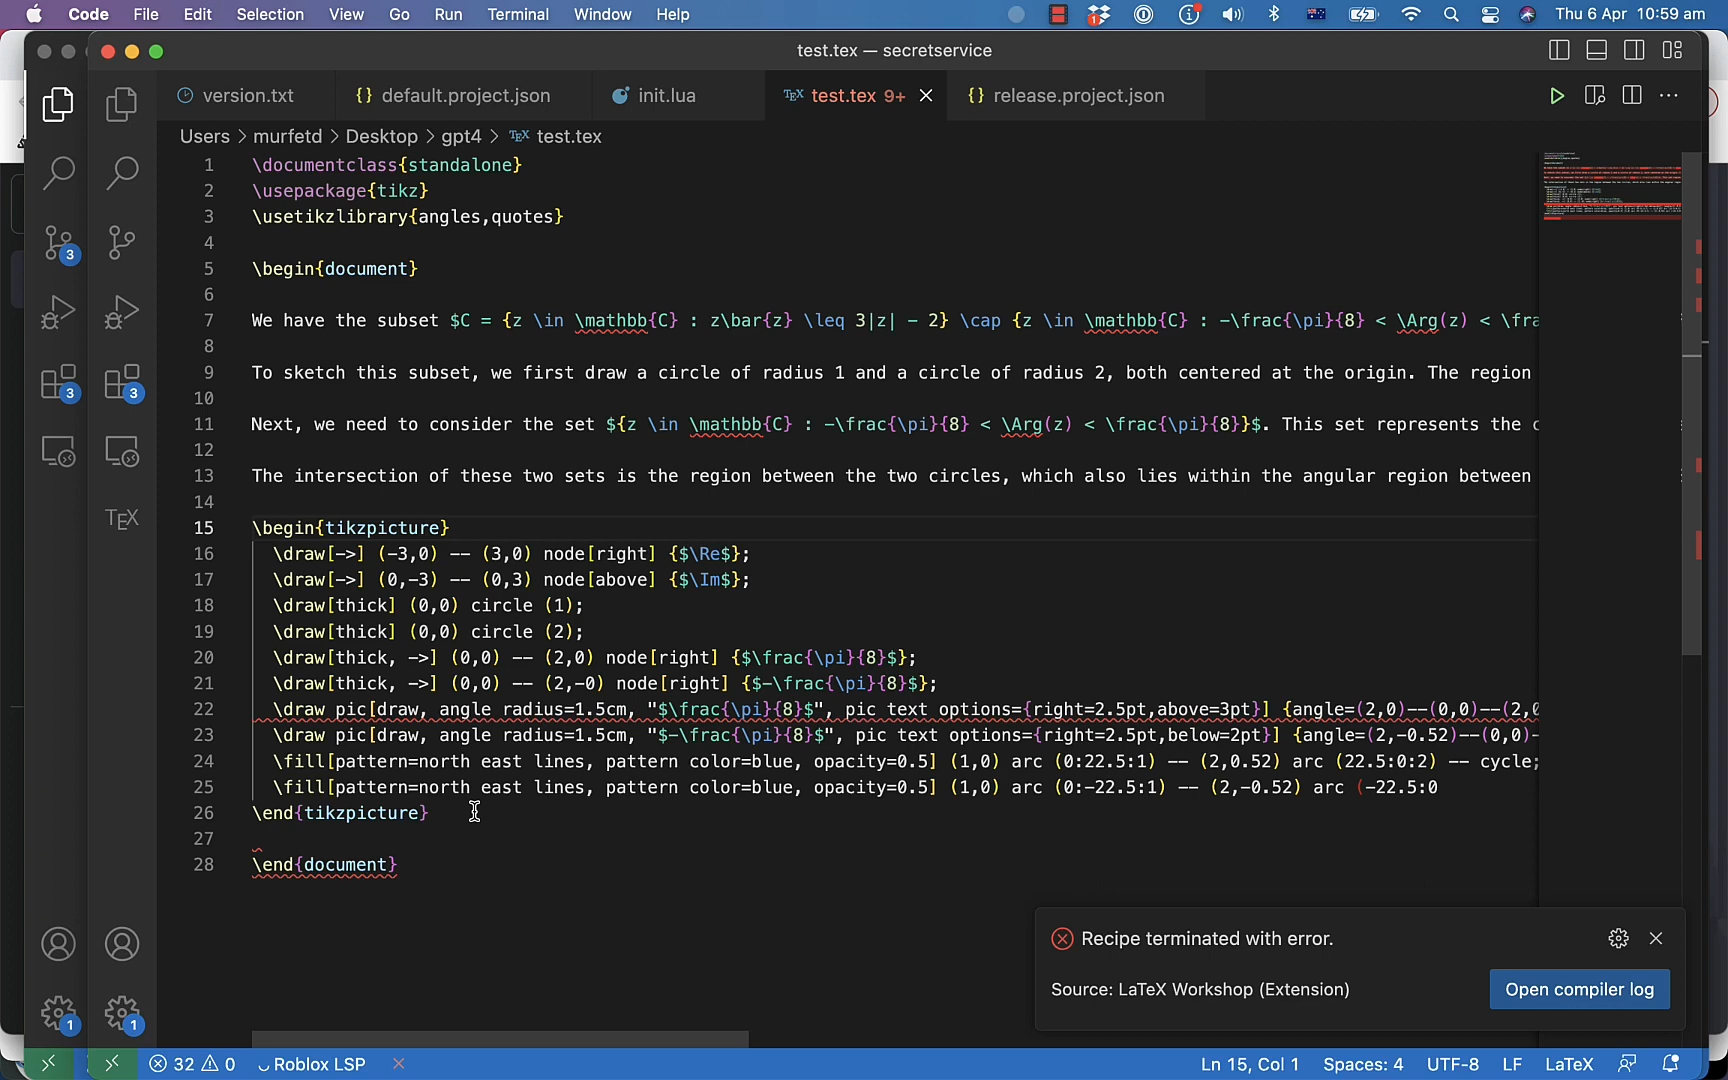 Code File Edit Selection View Go Run Terminal Window Help 1 Thu 6 Apr 10:59 am
test.tex — secretservice
version.txt {} default.project.json init.lua TEX test.tex 9+ {} release.project.json
Users > murfetd > Desktop > gpt4 > TEX test.tex
1 \documentclass{standalone}
2 \usepackage{tikz}
3 \usetikzlibrary{angles,quotes}
4
5 \begin{document}
6
7 We have the subset $C = {z \in \mathbb{C} : z\bar{z} \leq 3|z| - 2} \cap {z \in \mathbb{C} : -\frac{\pi}{8} < \Arg(z) < \fra
8
9 To sketch this subset, we first draw a circle of radius 1 and a circle of radius 2, both centered at the origin. The region
10
11 Next, we need to consider the set ${z \in \mathbb{C} : -\frac{\pi}{8} < \Arg(z) < \frac{\pi}{8}}$. This set represents the c
12
13 The intersection of these two sets is the region between the two circles, which also lies within the angular region between
14
15 \begin{tikzpicture}
16 \draw[->] (-3,0) -- (3,0) node[right] {$\Re$};
17 \draw[->] (0,-3) -- (0,3) node[above] {$\Im$};
18 \draw[thick] (0,0) circle (1);
19 \draw[thick] (0,0) circle (2);
20 \draw[thick, ->] (0,0) -- (2,0) node[right] {$\frac{\pi}{8}$};
21 \draw[thick, ->] (0,0) -- (2,-0) node[right] {$-\frac{\pi}{8}$};
22 \draw pic[draw, angle radius=1.5cm, "$\frac{\pi}{8}$", pic text options={right=2.5pt,above=3pt}] {angle=(2,0)--(0,0)--(2,0
23 \draw pic[draw, angle radius=1.5cm, "$-\frac{\pi}{8}$", pic text options={right=2.5pt,below=2pt}] {angle=(2,-0.52)--(0,0)-
24 \fill[pattern=north east lines, pattern color=blue, opacity=0.5] (1,0) arc (0:22.5:1) -- (2,0.52) arc (22.5:0:2) -- cycle;
25 \fill[pattern=north east lines, pattern color=blue, opacity=0.5] (1,0) arc (0:-22.5:1) -- (2,-0.52) arc (-22.5:0
26 \end{tikzpicture}
27
28 \end{document}
3
3 3
TEX
1 1
Recipe terminated with error.
Source: LaTeX Workshop (Extension)
Open compiler log
32 0 Roblox LSP Ln 15, Col 1 Spaces: 4 UTF-8 LF LaTeX